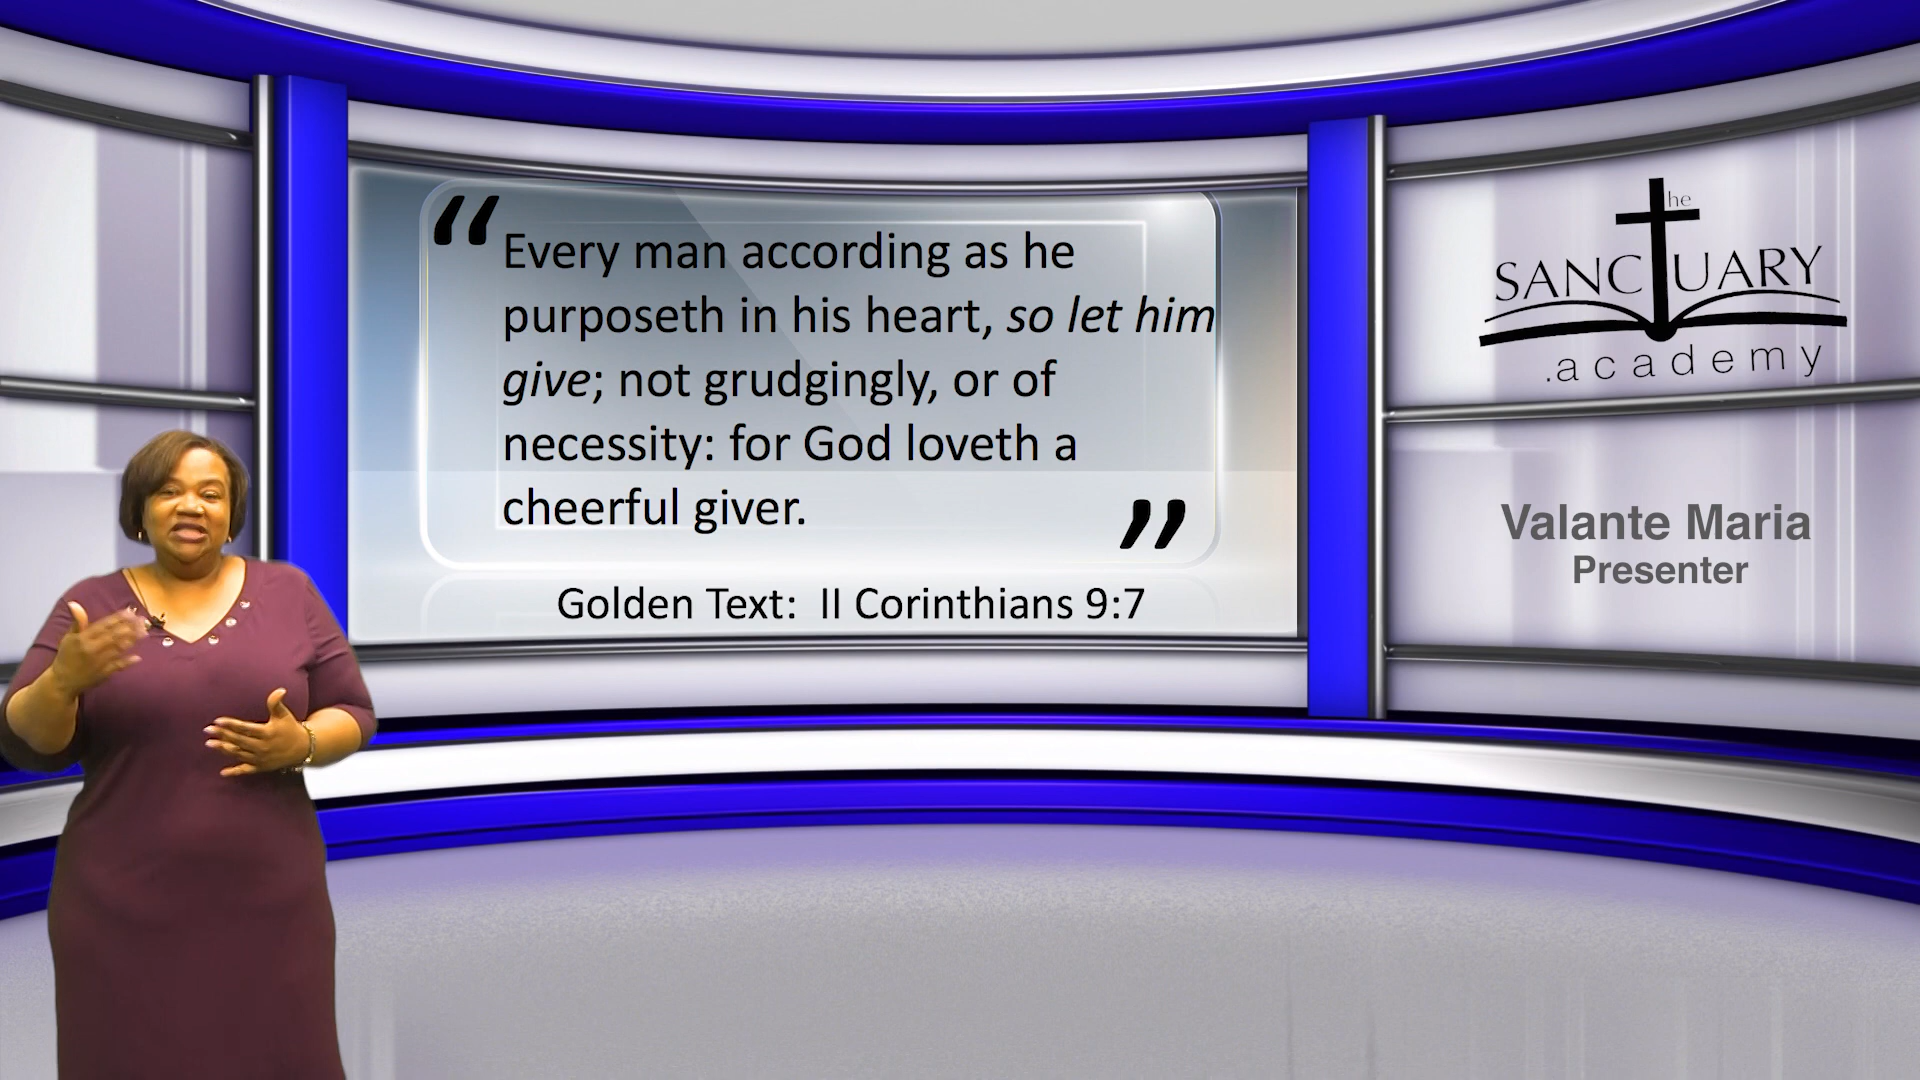 “Every man according as he
purposeth in his heart, so let him
give; not grudgingly, or of
necessity: for God loveth a
cheerful giver.”
Golden Text: II Corinthians 9:7
The
SANCTUARY
.academy
Valante Maria
Presenter